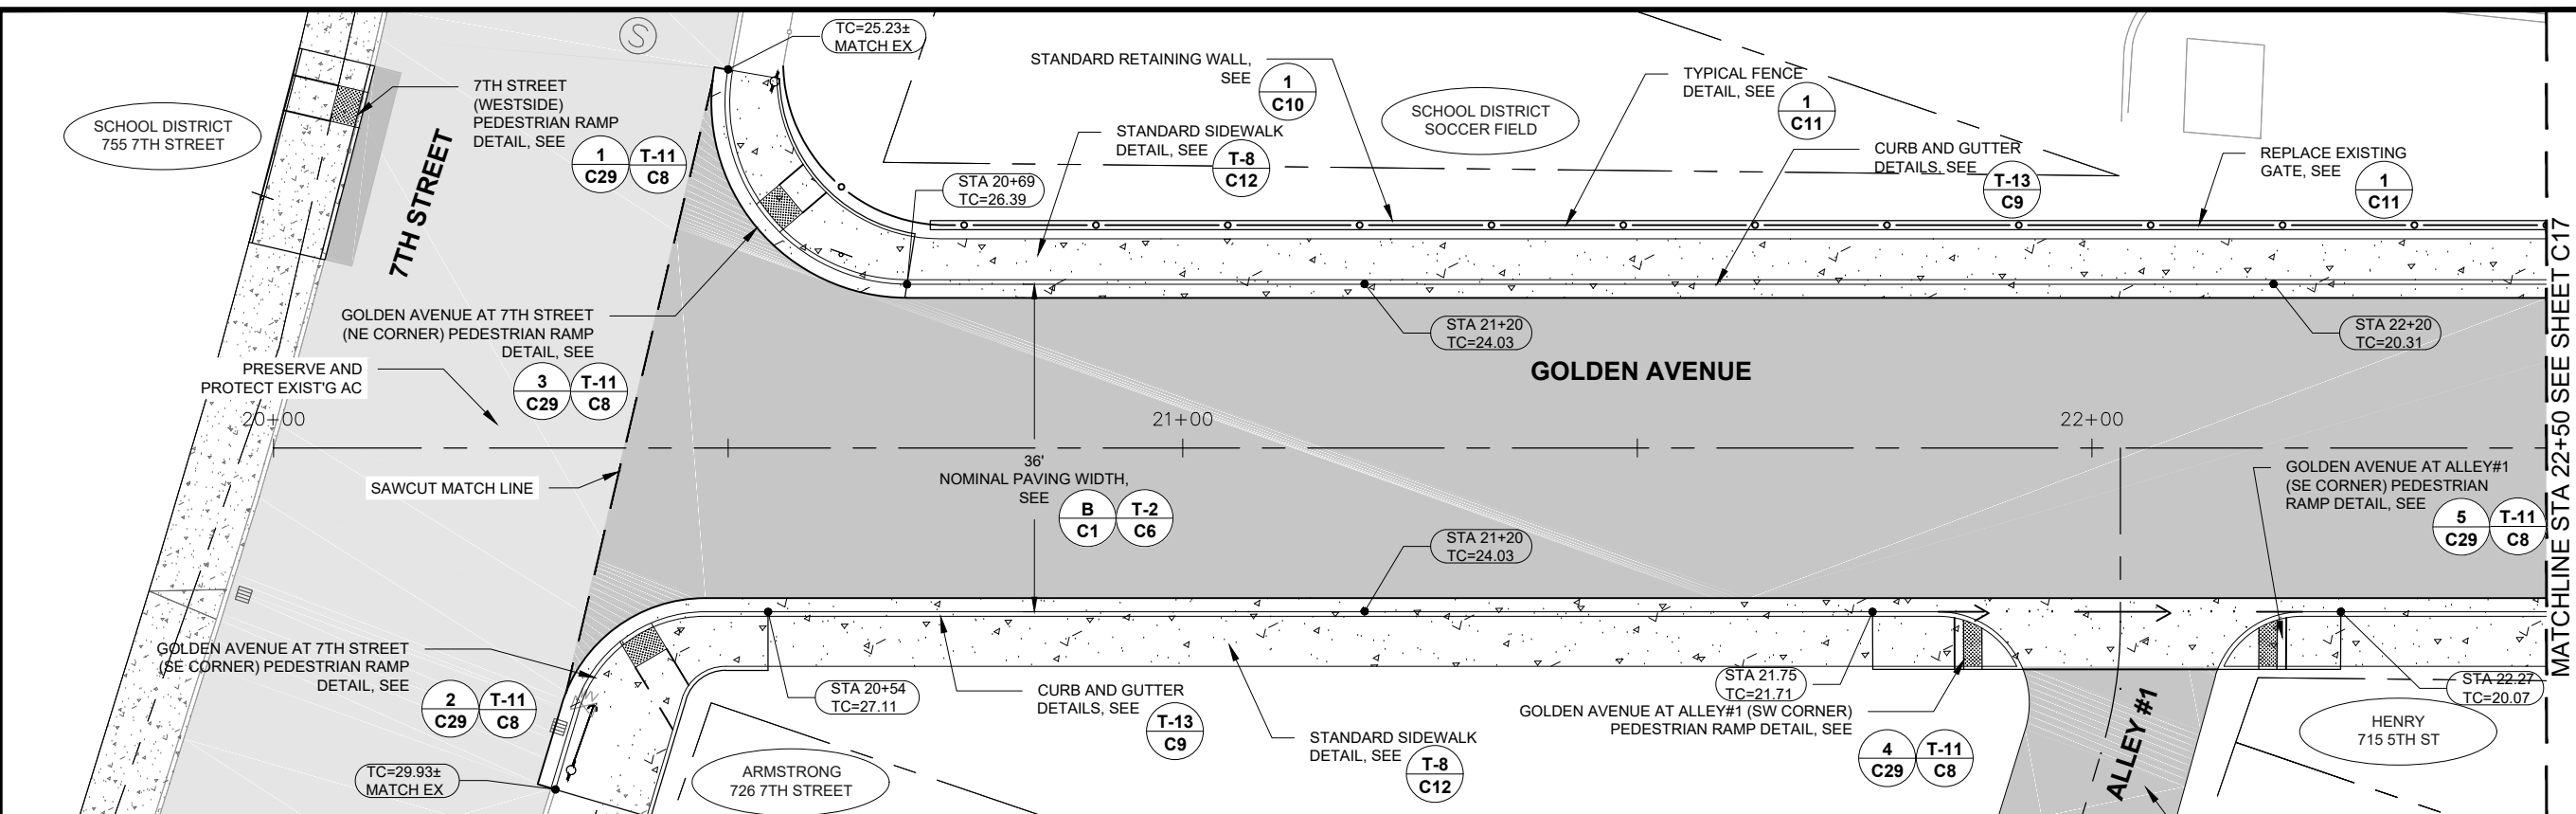 S
TC=25.23±
MATCH EX
7TH STREET
(WESTSIDE)
PEDESTRIAN RAMP
DETAIL, SEE
1
C29
T-11
C8
SCHOOL DISTRICT
755 7TH STREET
7TH STREET
STANDARD RETAINING WALL,
SEE
1
C10
STANDARD SIDEWALK
DETAIL, SEE
T-8
C12
SCHOOL DISTRICT
SOCCER FIELD
TYPICAL FENCE
DETAIL, SEE
1
C11
CURB AND GUTTER
DETAILS, SEE
T-13
C9
REPLACE EXISTING
GATE, SEE
1
C11
STA 20+69
TC=26.39
GOLDEN AVENUE AT 7TH STREET
(NE CORNER) PEDESTRIAN RAMP
DETAIL, SEE
3
C29
T-11
C8
PRESERVE AND
PROTECT EXIST'G AC
STA 21+20
TC=24.03
STA 22+20
TC=20.31
GOLDEN AVENUE
20+00
21+00
22+00
SAWCUT MATCH LINE
36'
NOMINAL PAVING WIDTH,
SEE
B
C1
T-2
C6
GOLDEN AVENUE AT ALLEY#1
(SE CORNER) PEDESTRIAN
RAMP DETAIL, SEE
5
C29
T-11
C8
MATCHLINE STA 22+50 SEE SHEET C17
STA 21+20
TC=24.03
GOLDEN AVENUE AT 7TH STREET
(SE CORNER) PEDESTRIAN RAMP
DETAIL, SEE
2
C29
T-11
C8
STA 20+54
TC=27.11
CURB AND GUTTER
DETAILS, SEE
T-13
C9
STANDARD SIDEWALK
DETAIL, SEE
T-8
C12
STA 21.75
TC=21.71
GOLDEN AVENUE AT ALLEY#1 (SW CORNER)
PEDESTRIAN RAMP DETAIL, SEE
4
C29
T-11
C8
STA 22.27
TC=20.07
HENRY
715 5TH ST
ALLEY #1
TC=29.93±
MATCH EX
ARMSTRONG
726 7TH STREET